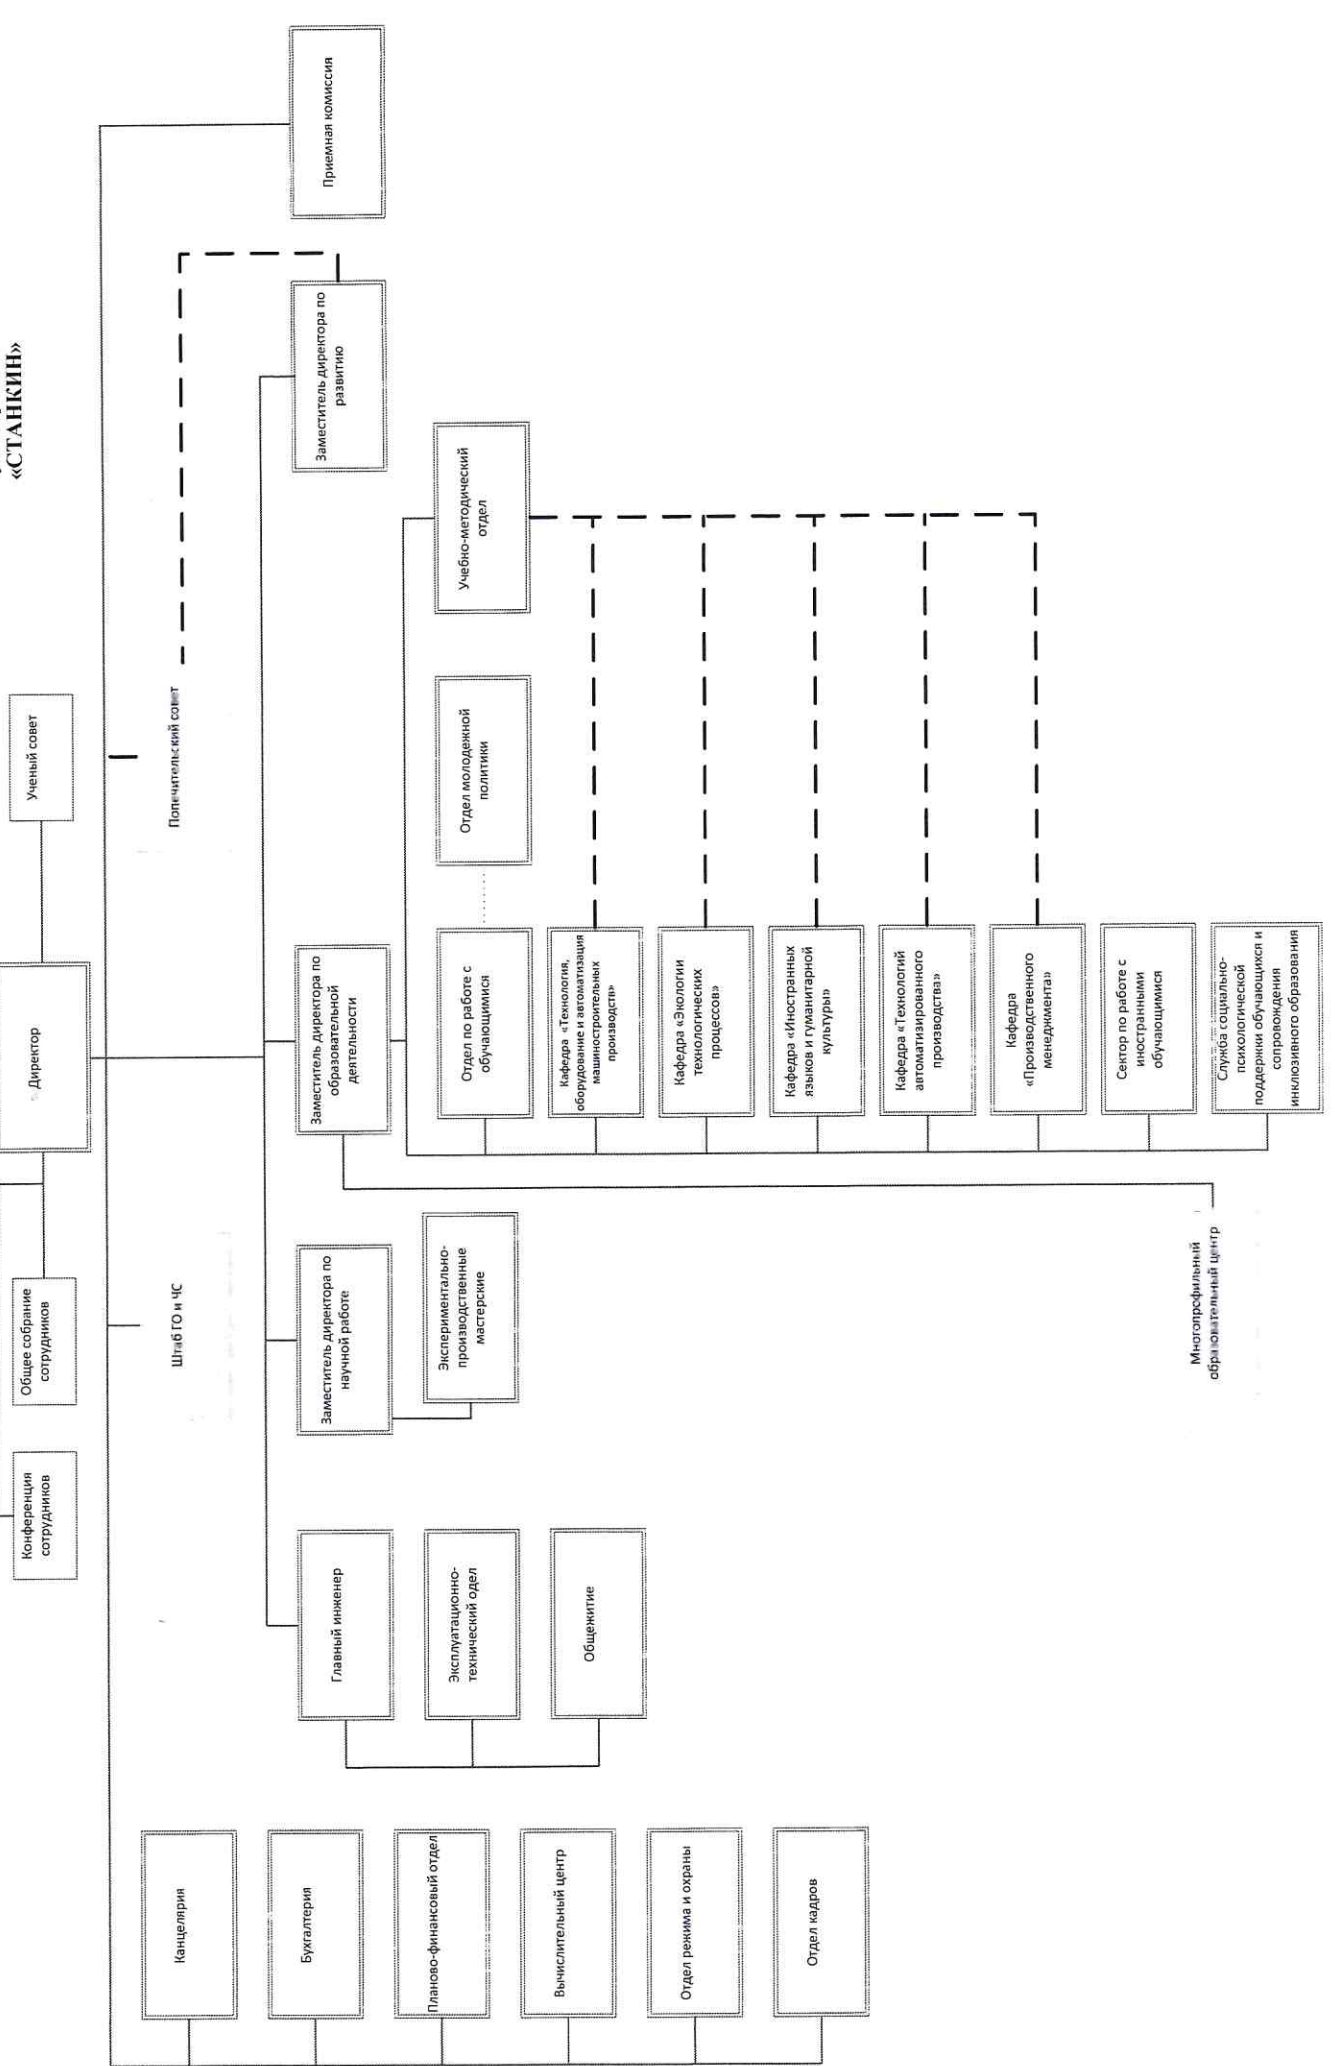 «СТАНКИН»
Конференция
сотрудников
Общее собрание
сотрудников
Директор
Ученый совет
Штаб ГО и ЧС
Попечительский совет
Приемная комиссия
Канцелярия
Бухгалтерия
Планово-финансовый отдел
Вычислительный центр
Отдел режима и охраны
Отдел кадров
Главный инженер
Эксплуатационно-
технический одел
Общежитие
Заместитель директора по
научной работе
Экспериментально-
производственные
мастерские
Заместитель директора по
образовательной
деятельности
Заместитель директора по
развитию
Отдел по работе с
обучающимися
Отдел молодежной
политики
Учебно-методический
отдел
Кафедра «Технология,
оборудование и автоматизация
машиностроительных
производств»
Кафедра «Экологии
технологических
процессов»
Кафедра «Иностранных
языков и гуманитарной
культуры»
Кафедра «Технологий
автоматизированного
производства»
Кафедра
«Производственного
менеджмента»
Сектор по работе с
иностранными
обучающимися
Служба социально-
психологической
поддержки обучающихся и
сопровождения
инклюзивного образования
Многопрофильный
образовательный центр